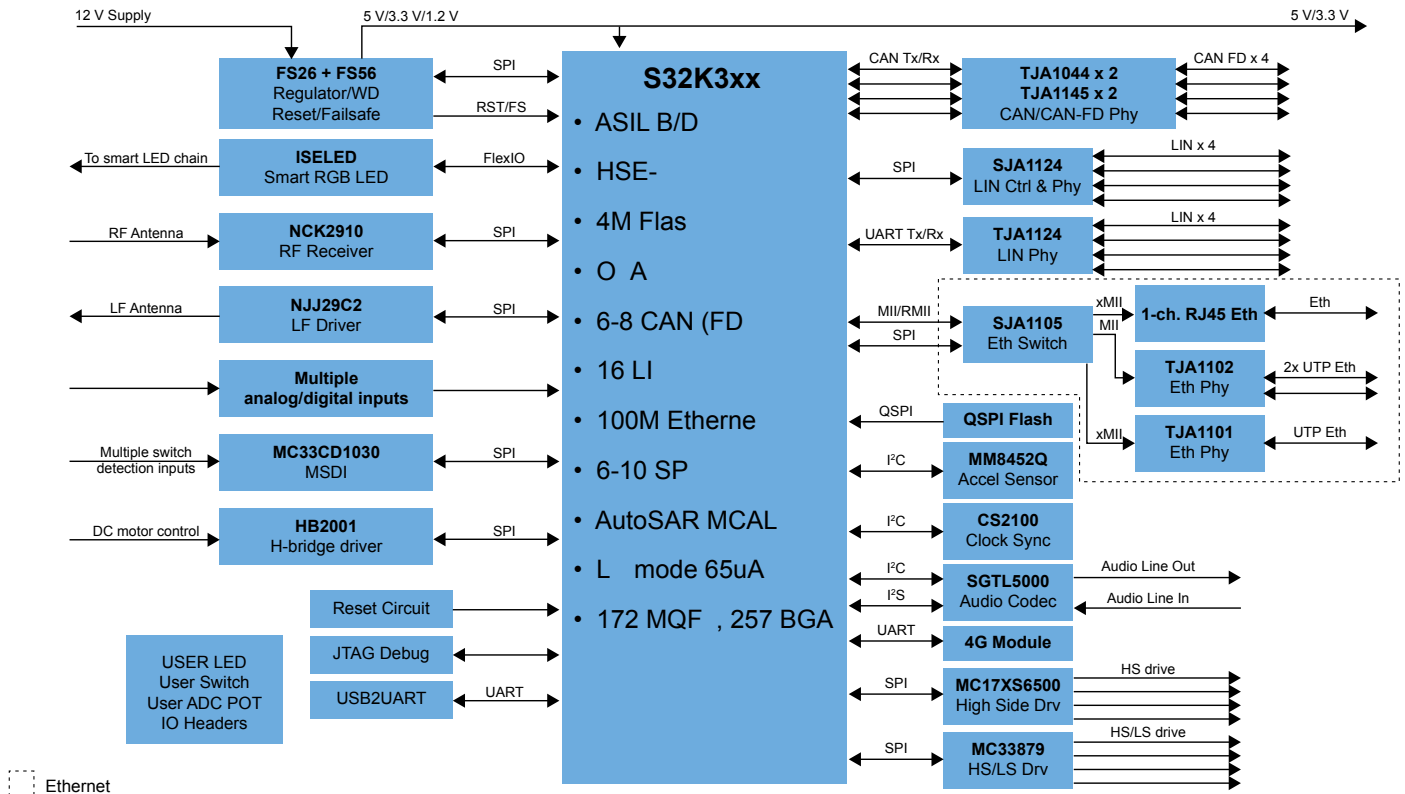 12 V Supply
5 V/3.3 V/1.2 V
5 V/3.3 V
FS26 + FS56
Regulator/WD
Reset/Failsafe
SPI
RST/FS
To smart LED chain
ISELED
Smart RGB LED
FlexIO
RF Antenna
NCK2910
RF Receiver
SPI
LF Antenna
NJJ29C2
LF Driver
SPI
Multiple
analog/digital inputs
Multiple switch
detection inputs
MC33CD1030
MSDI
SPI
DC motor control
HB2001
H-bridge driver
SPI
Reset Circuit
JTAG Debug
USB2UART
UART
USER LED
User Switch
User ADC POT
IO Headers
Ethernet
S32K3xx
• ASIL B/D
• HSE-
• 4M Flas
• O A
• 6-8 CAN (FD
• 16 LI
• 100M Etherne
• 6-10 SP
• AutoSAR MCAL
• L mode 65uA
• 172 MQF , 257 BGA
CAN Tx/Rx
TJA1044 x 2
TJA1145 x 2
CAN/CAN-FD Phy
CAN FD x 4
SPI
SJA1124
LIN Ctrl & Phy
LIN x 4
UART Tx/Rx
TJA1124
LIN Phy
LIN x 4
MII/RMII
SPI
SJA1105
Eth Switch
xMII
MII
xMII
1-ch. RJ45 Eth
Eth
TJA1102
Eth Phy
2x UTP Eth
TJA1101
Eth Phy
UTP Eth
QSPI
QSPI Flash
I²C
MM8452Q
Accel Sensor
I²C
CS2100
Clock Sync
I²C
I²S
SGTL5000
Audio Codec
Audio Line Out
Audio Line In
UART
4G Module
SPI
MC17XS6500
High Side Drv
HS drive
SPI
MC33879
HS/LS Drv
HS/LS drive